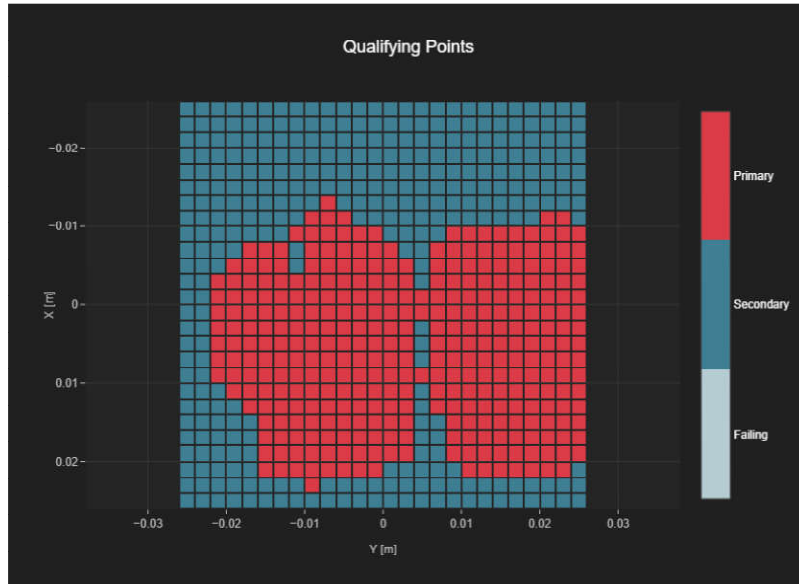 Qualifying Points
−0.02
−0.01
0
0.01
0.02
X [m]
−0.03
−0.02
−0.01
0
0.01
0.02
0.03
Y [m]
Primary
Secondary
Failing